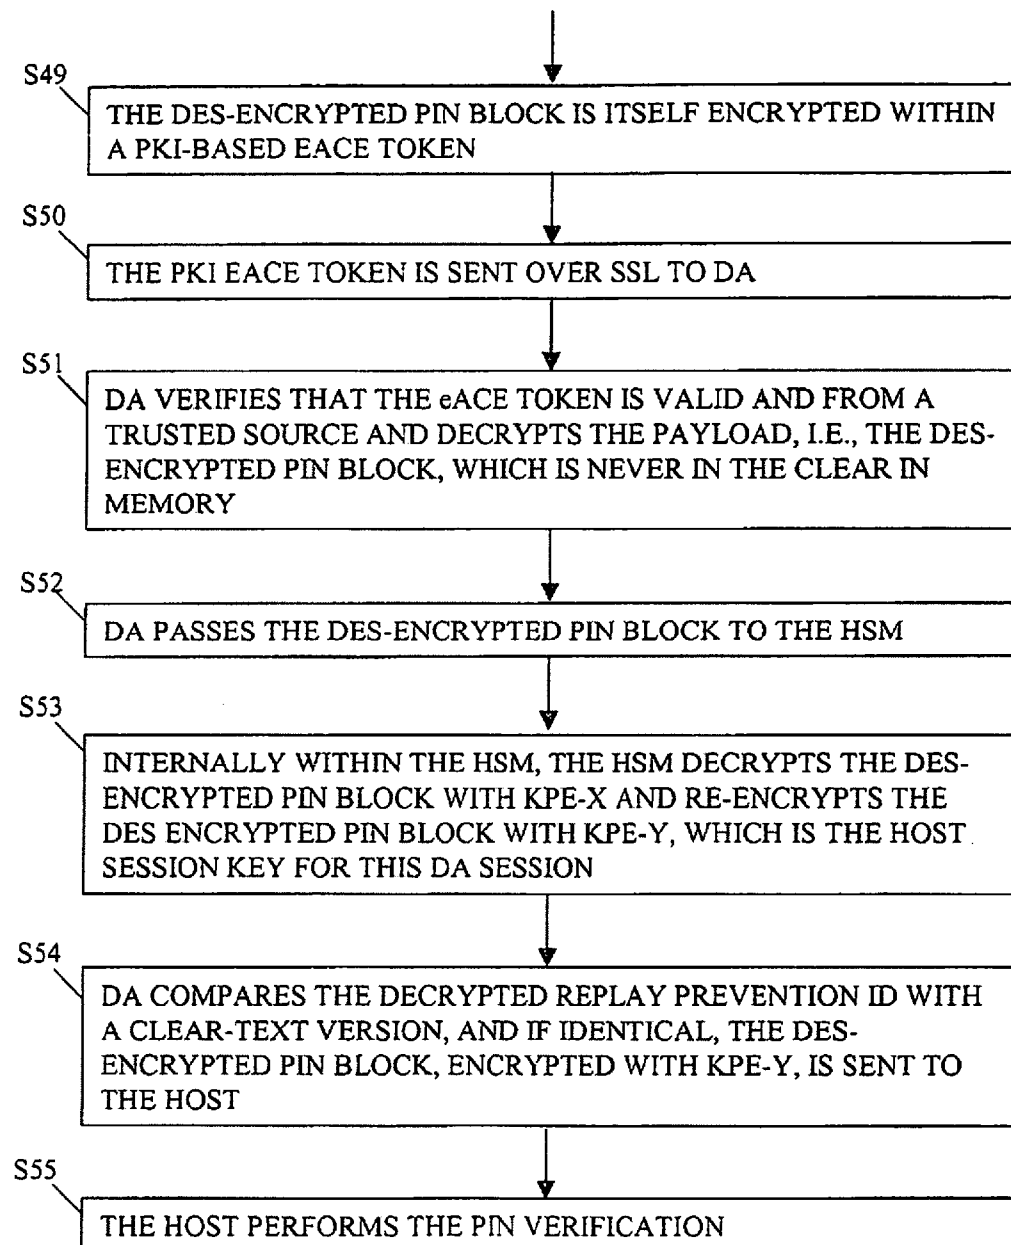 S49
THE DES-ENCRYPTED PIN BLOCK IS ITSELF ENCRYPTED WITHIN
A PKI-BASED EACE TOKEN
S50
THE PKI EACE TOKEN IS SENT OVER SSL TO DA
S51
DA VERIFIES THAT THE eACE TOKEN IS VALID AND FROM A
TRUSTED SOURCE AND DECRYPTS THE PAYLOAD, I.E., THE DES-
ENCRYPTED PIN BLOCK, WHICH IS NEVER IN THE CLEAR IN
MEMORY
S52
DA PASSES THE DES-ENCRYPTED PIN BLOCK TO THE HSM
S53
INTERNALLY WITHIN THE HSM, THE HSM DECRYPTS THE DES-
ENCRYPTED PIN BLOCK WITH KPE-X AND RE-ENCRYPTS THE
DES ENCRYPTED PIN BLOCK WITH KPE-Y, WHICH IS THE HOST
SESSION KEY FOR THIS DA SESSION
S54
DA COMPARES THE DECRYPTED REPLAY PREVENTION ID WITH
A CLEAR-TEXT VERSION, AND IF IDENTICAL, THE DES-
ENCRYPTED PIN BLOCK, ENCRYPTED WITH KPE-Y, IS SENT TO
THE HOST
S55
THE HOST PERFORMS THE PIN VERIFICATION